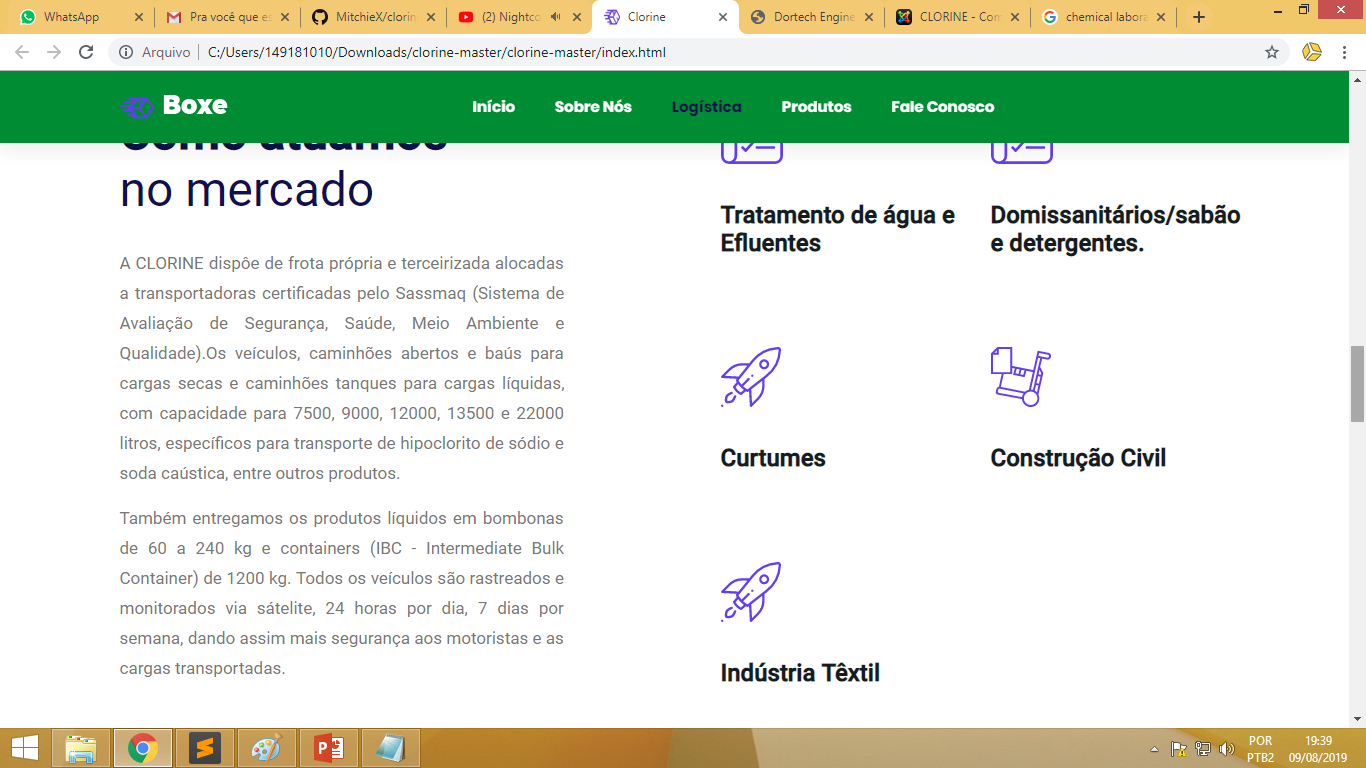 WhatsApp
Pra você que es
MitchieX/clorin
(2) Nightco
Clorine
Dortech Engine
CLORINE - Com
chemical labora
Arquivo
C:/Users/149181010/Downloads/clorine-master/clorine-master/index.html
Boxe
Início
Sobre Nós
Logística
Produtos
Fale Conosco
Como atuamos
no mercado
A CLORINE dispõe de frota própria e terceirizada alocadas
a transportadoras certificadas pelo Sassmaq (Sistema de
Avaliação de Segurança, Saúde, Meio Ambiente e
Qualidade).Os veículos, caminhões abertos e baús para
cargas secas e caminhões tanques para cargas líquidas,
com capacidade para 7500, 9000, 12000, 13500 e 22000
litros, específicos para transporte de hipoclorito de sódio e
soda caústica, entre outros produtos.
Também entregamos os produtos líquidos em bombonas
de 60 a 240 kg e containers (IBC - Intermediate Bulk
Container) de 1200 kg. Todos os veículos são rastreados e
monitorados via sátelite, 24 horas por dia, 7 dias por
semana, dando assim mais segurança aos motoristas e as
cargas transportadas.
Tratamento de água e
Efluentes
Domissanitários/sabão
e detergentes.
Curtumes
Construção Civil
Indústria Têxtil
POR
PTB2
19:39
09/08/2019